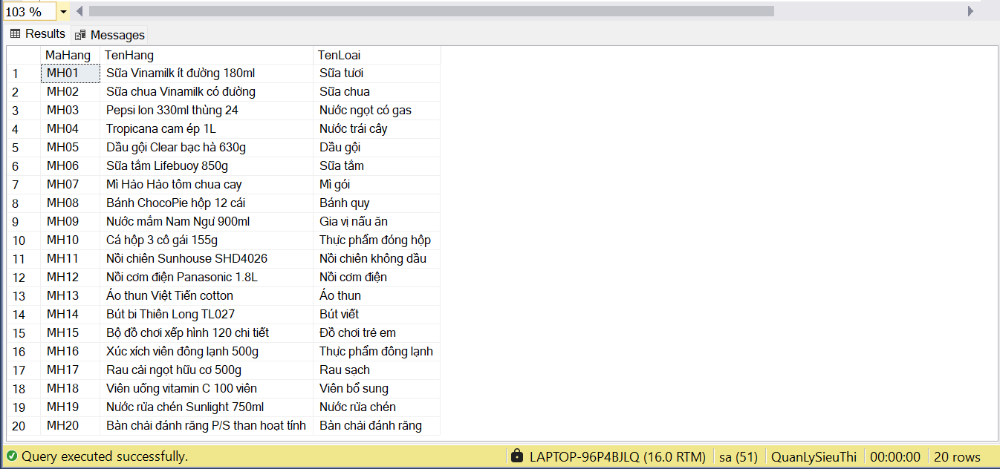 103 %
Results Messages
MaHang TenHang TenLoai
1 MH01 Sữa Vinamilk ít đường 180ml Sữa tươi
2 MH02 Sữa chua Vinamilk có đường Sữa chua
3 MH03 Pepsi lon 330ml thùng 24 Nước ngọt có gas
4 MH04 Tropicana cam ép 1L Nước trái cây
5 MH05 Dầu gội Clear bạc hà 630g Dầu gội
6 MH06 Sữa tắm Lifebuoy 850g Sữa tắm
7 MH07 Mì Hảo Hảo tôm chua cay Mì gói
8 MH08 Bánh ChocoPie hộp 12 cái Bánh quy
9 MH09 Nước mắm Nam Ngư 900ml Gia vị nấu ăn
10 MH10 Cá hộp 3 cô gái 155g Thực phẩm đóng hộp
11 MH11 Nồi chiên Sunhouse SHD4026 Nồi chiên không dầu
12 MH12 Nồi cơm điện Panasonic 1.8L Nồi cơm điện
13 MH13 Áo thun Việt Tiến cotton Áo thun
14 MH14 Bút bi Thiên Long TL027 Bút viết
15 MH15 Bộ đồ chơi xếp hình 120 chi tiết Đồ chơi trẻ em
16 MH16 Xúc xích viên đông lạnh 500g Thực phẩm đông lạnh
17 MH17 Rau cải ngọt hữu cơ 500g Rau sạch
18 MH18 Viên uống vitamin C 100 viên Viên bổ sung
19 MH19 Nước rửa chén Sunlight 750ml Nước rửa chén
20 MH20 Bàn chải đánh răng P/S than hoạt tính Bàn chải đánh răng
Query executed successfully. LAPTOP-96P4BJLQ (16.0 RTM) sa (51) QuanLySieuThi 00:00:00 20 rows